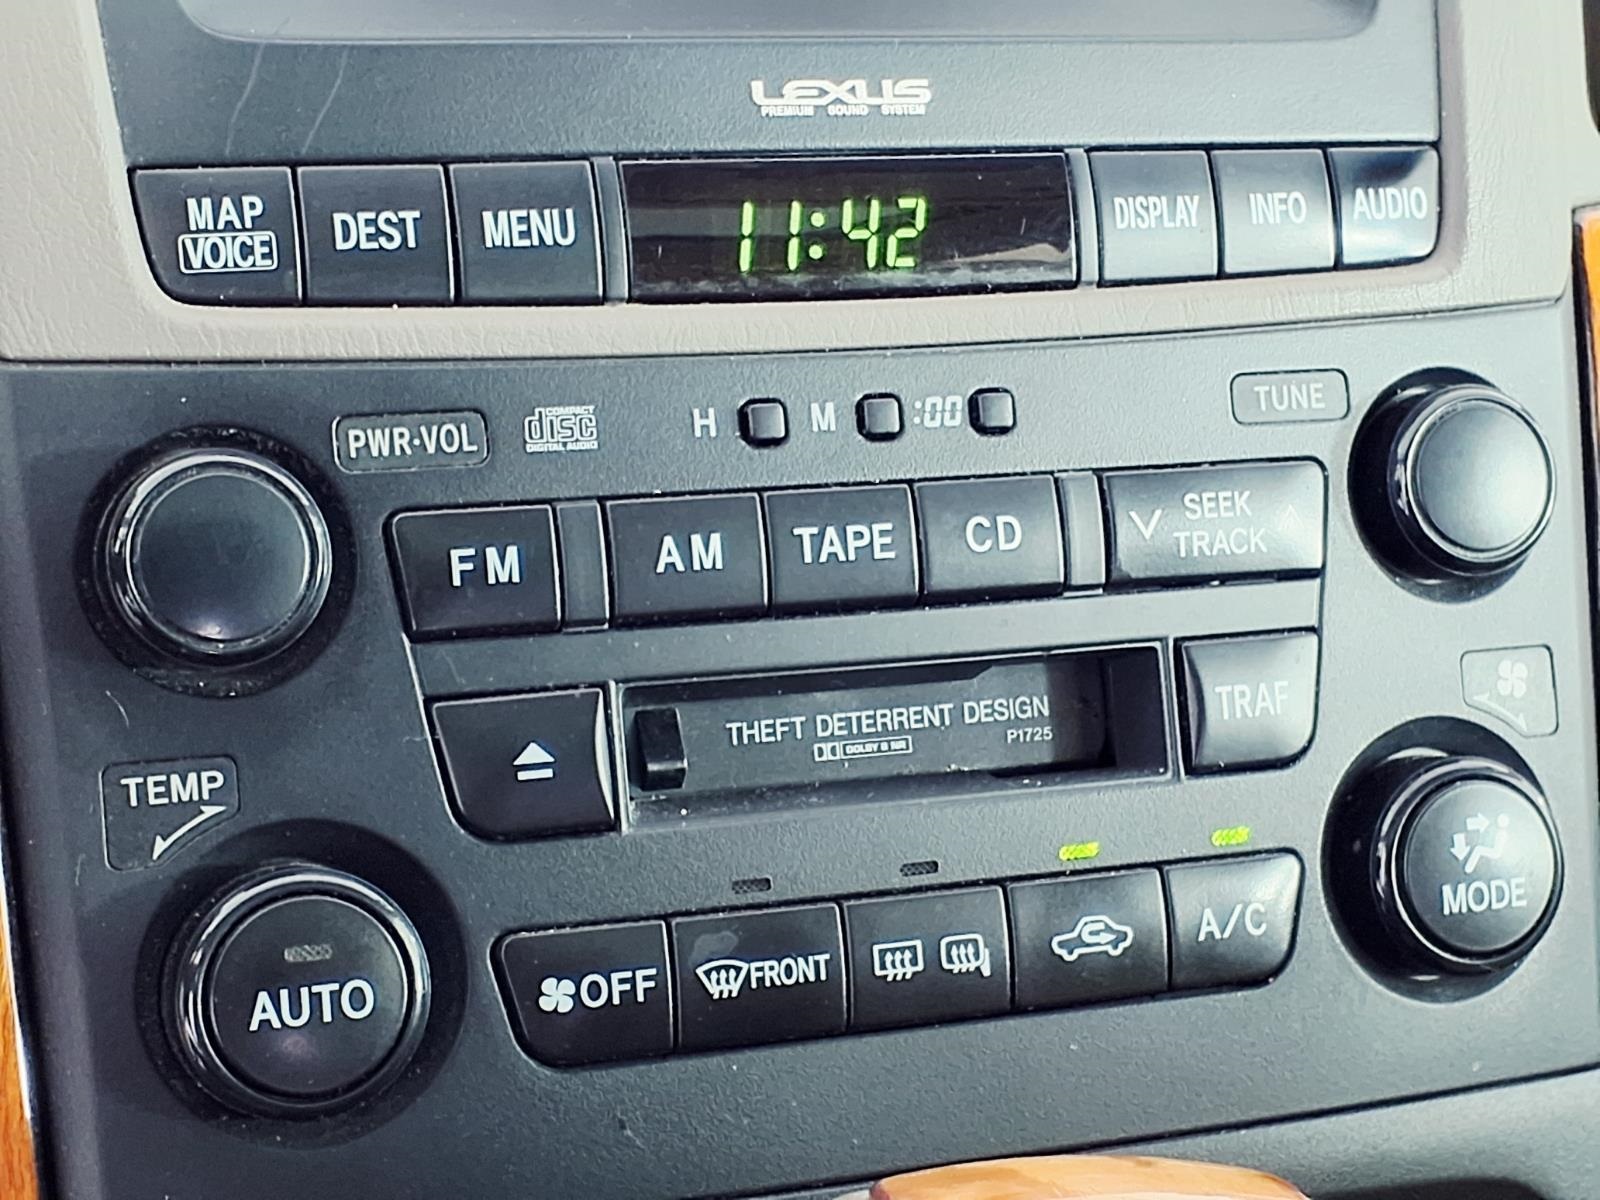 LEXUS
PREMIUM SOUND SYSTEM
MAP
VOICE
DEST
MENU
11:42
DISPLAY
INFO
AUDIO
PWR·VOL
COMPACT
disc
DIGITAL AUDIO
H
M
:00
TUNE
FM
AM
TAPE
CD
SEEK
TRACK
THEFT DETERRENT DESIGN
DOLBY B NR
P1725
TRAF
TEMP
AUTO
OFF
FRONT
A/C
MODE